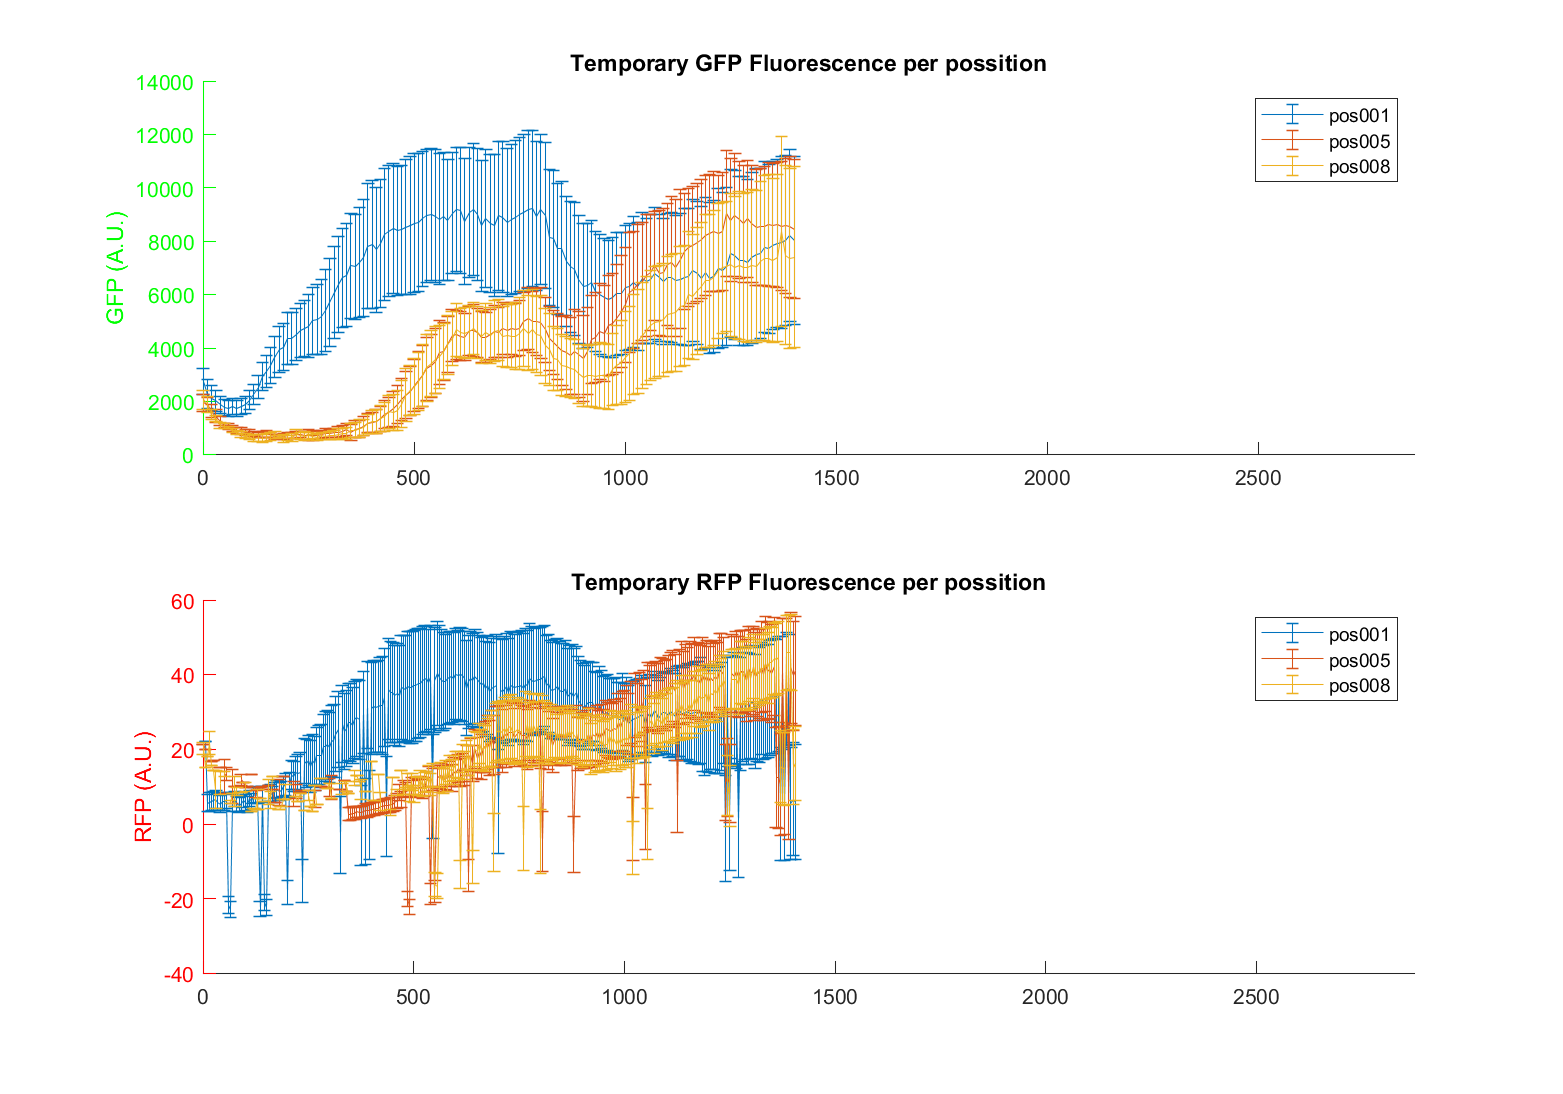 Temporary GFP Fluorescence per possition
14000
12000
10000
8000
6000
4000
2000
0
GFP (A.U.)
pos001
pos005
pos008
0 500 1000 1500 2000 2500
Temporary RFP Fluorescence per possition
60
40
20
0
-20
-40
RFP (A.U.)
pos001
pos005
pos008
0 500 1000 1500 2000 2500